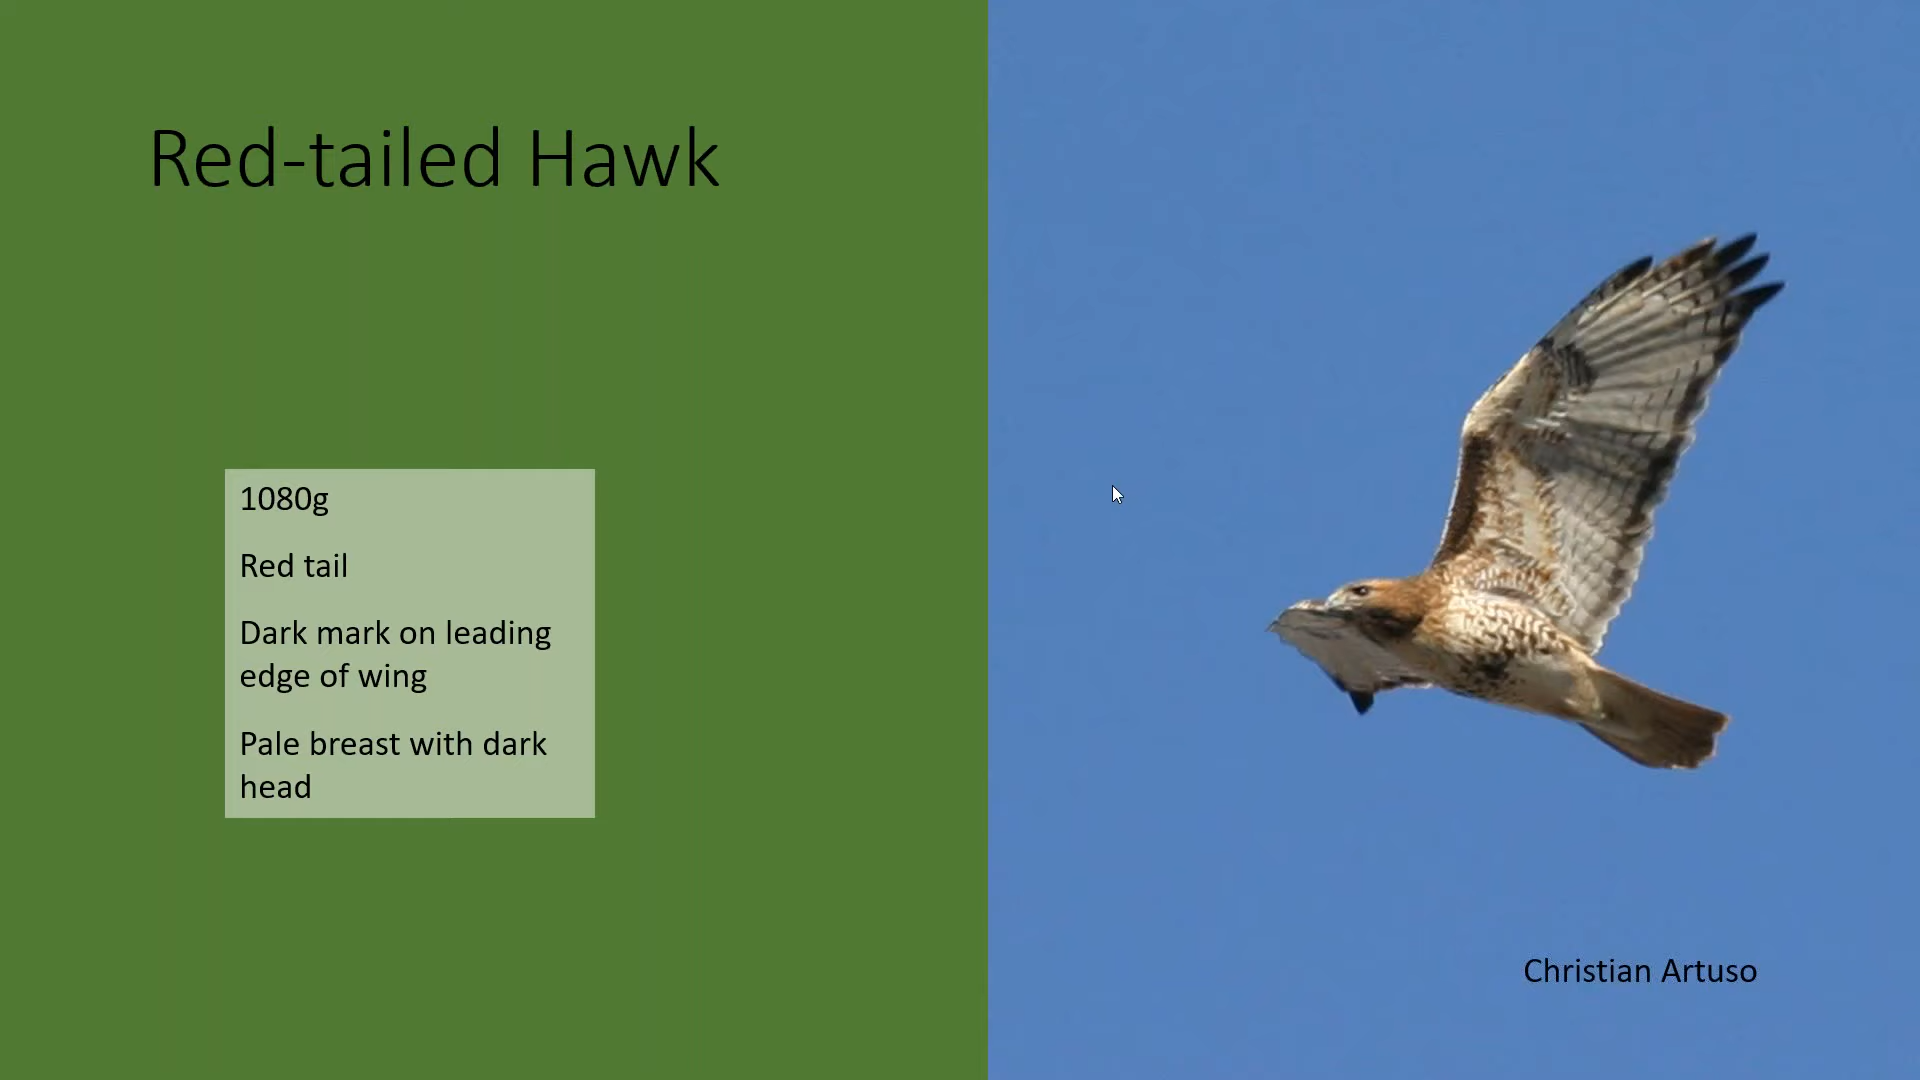 Red-tailed Hawk
1080g
Red tail
Dark mark on leading
edge of wing
Pale breast with dark
head
Christian Artuso